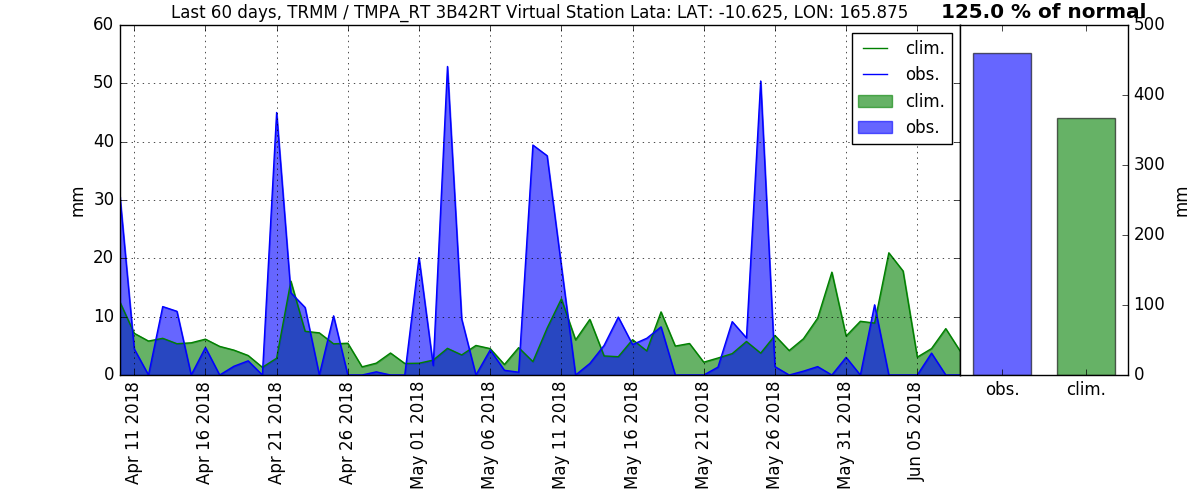 Last 60 days, TRMM / TMPA_RT 3B42RT Virtual Station Lata: LAT: -10.625, LON: 165.875
125.0 % of normal
60
50
40
30
20
10
0
mm
clim.
obs.
clim.
obs.
500
400
300
200
100
0
mm
Apr 11 2018
Apr 16 2018
Apr 21 2018
Apr 26 2018
May 01 2018
May 06 2018
May 11 2018
May 16 2018
May 21 2018
May 26 2018
May 31 2018
Jun 05 2018
obs.
clim.